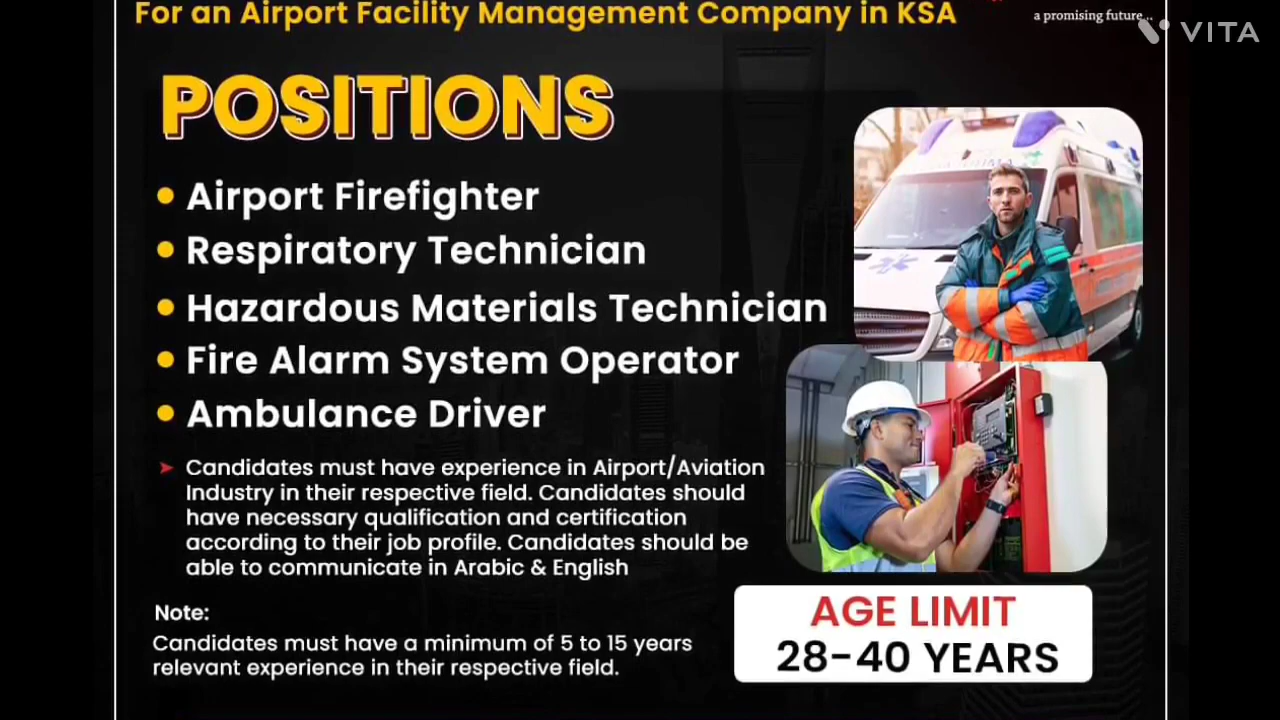 For an Airport Facility Management Company in KSA
a promising future...
VITA
POSITIONS
Airport Firefighter
Respiratory Technician
Hazardous Materials Technician
Fire Alarm System Operator
Ambulance Driver
Candidates must have experience in Airport/Aviation
Industry in their respective field. Candidates should
have necessary qualification and certification
according to their job profile. Candidates should be
able to communicate in Arabic & English
Note:
Candidates must have a minimum of 5 to 15 years
relevant experience in their respective field.
AGE LIMIT
28-40 YEARS